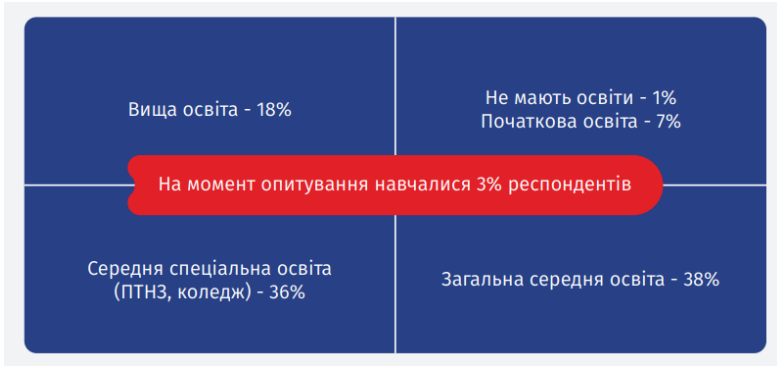 Вища освіта - 18%
Не мають освіти - 1%
Початкова освіта - 7%
На момент опитування навчалися 3% респондентів
Середня спеціальна освіта
(ПТНЗ, коледж) - 36%
Загальна середня освіта - 38%